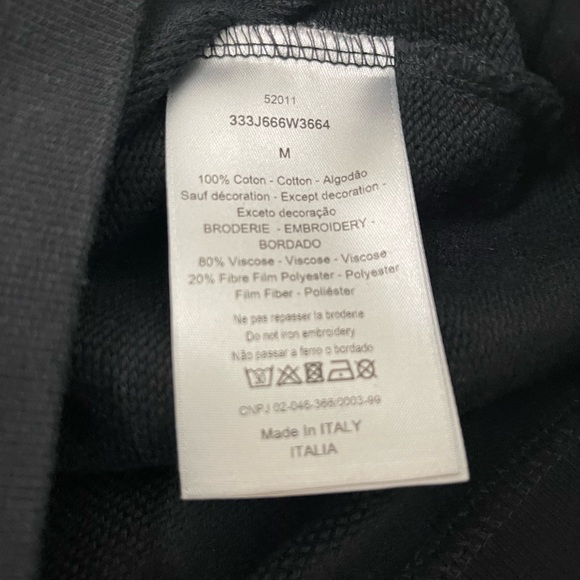 52011
333J666W3664
M
100% Coton - Cotton - Algodão
Sauf décoration - Except decoration -
Exceto decoração
BRODERIE - EMBROIDERY -
BORDADO
80% Viscose - Viscose - Viscose
20% Fibre Film Polyester - Polyester
Film Fiber - Poliéster
Ne pas repasser la broderie
Do not iron embroidery
Não passar a ferro o bordado
30
CNPJ 02-046-366/0003-99
Made in ITALY
ITALIA